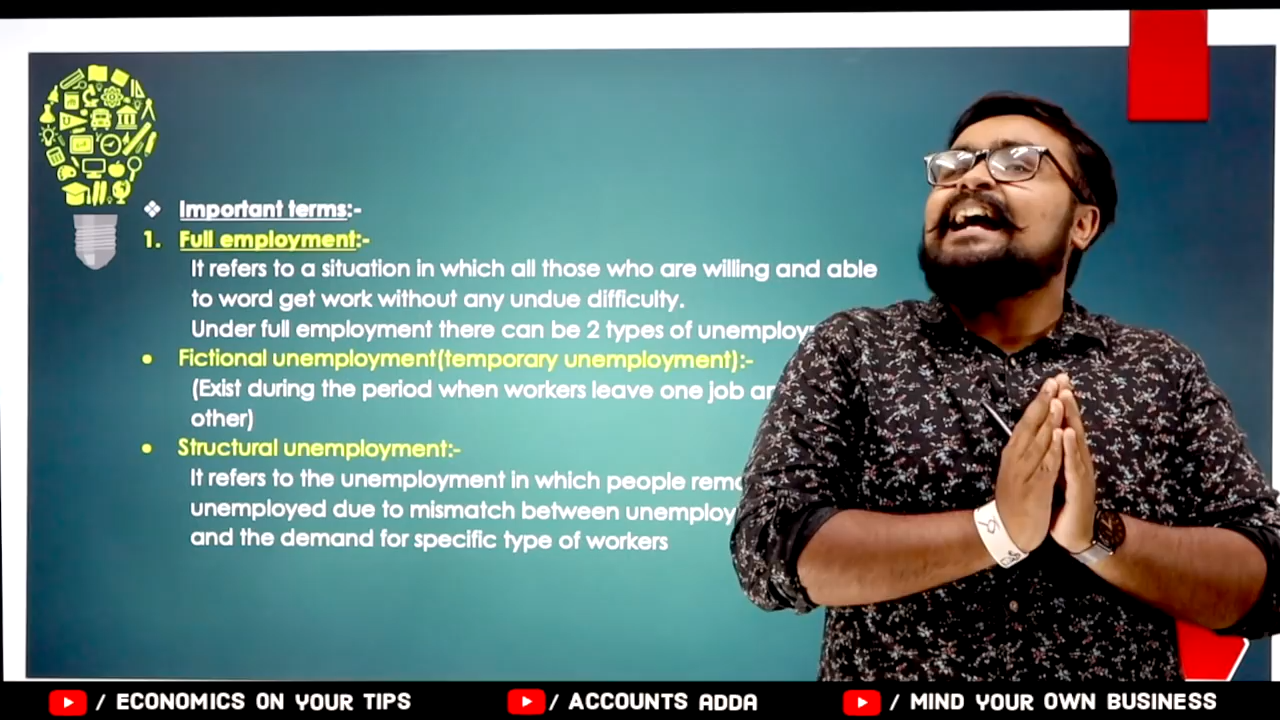 ❖ Important terms:-
1. Full employment:-
It refers to a situation in which all those who are willing and able
to word get work without any undue difficulty.
Under full employment there can be 2 types of
• Fictional unemployment(temporary unemployment):-
(Exist during the period when workers leave one job
other)
• Structural unemployment:-
It refers to the unemployment in which people
unemployed due to mismatch between
and the demand for specific type of workers
/ ECONOMICS ON YOUR TIPS
/ ACCOUNTS ADDA
/ MIND YOUR OWN BUSINESS